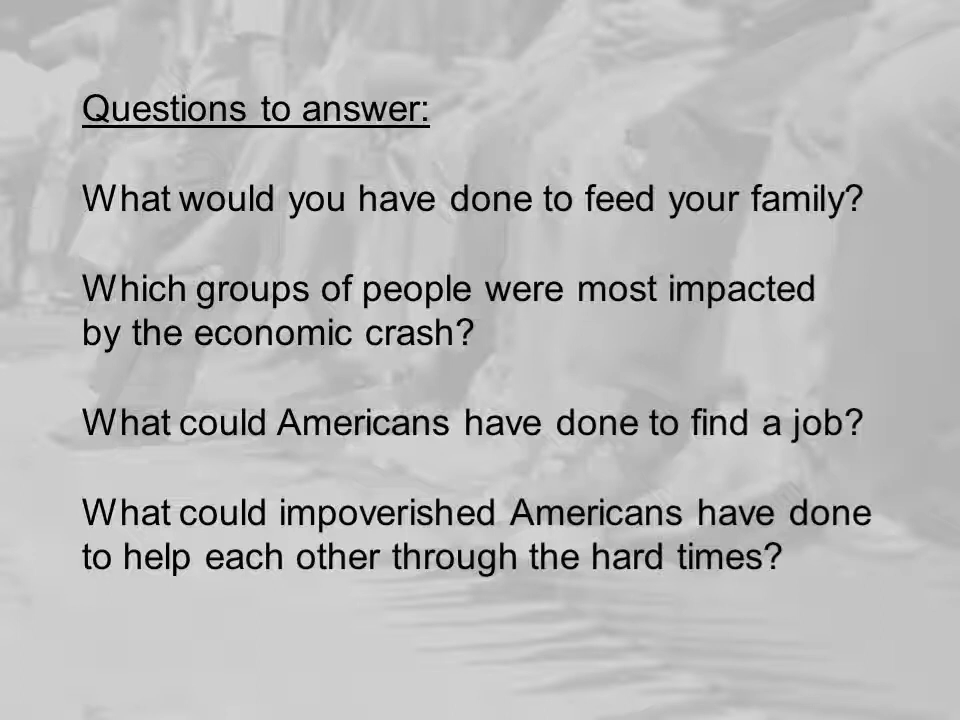 Questions to answer:
What would you have done to feed your family?
Which groups of people were most impacted
by the economic crash?
What could Americans have done to find a job?
What could impoverished Americans have done
to help each other through the hard times?